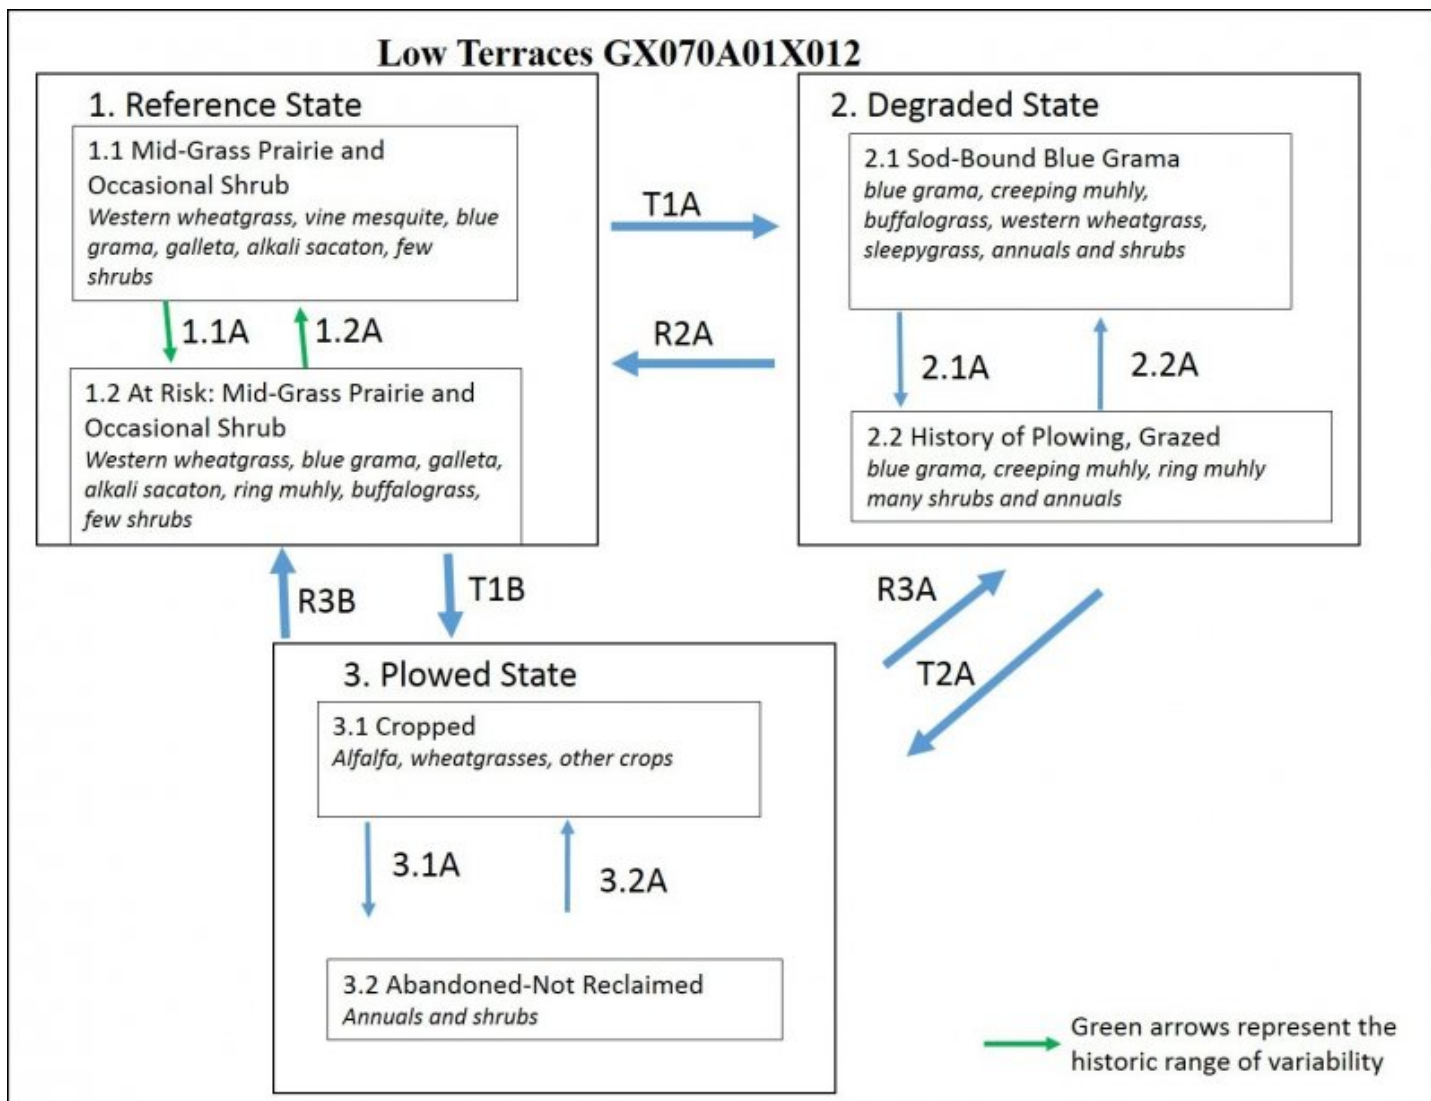 Low Terraces GX070A01X012
1. Reference State
1.1 Mid-Grass Prairie and
Occasional Shrub
Western wheatgrass, vine mesquite, blue
grama, galleta, alkali sacaton, few
shrubs
1.1A
1.2A
1.2 At Risk: Mid-Grass Prairie and
Occasional Shrub
Western wheatgrass, blue grama, galleta,
alkali sacaton, ring muhly, buffalograss,
few shrubs
T1A
R2A
2. Degraded State
2.1 Sod-Bound Blue Grama
blue grama, creeping muhly,
buffalograss, western wheatgrass,
sleepygrass, annuals and shrubs
2.1A
2.2A
2.2 History of Plowing, Grazed
blue grama, creeping muhly, ring muhly
many shrubs and annuals
R3B
T1B
R3A
T2A
3. Plowed State
3.1 Cropped
Alfalfa, wheatgrasses, other crops
3.1A
3.2A
3.2 Abandoned-Not Reclaimed
Annuals and shrubs
Green arrows represent the
historic range of variability